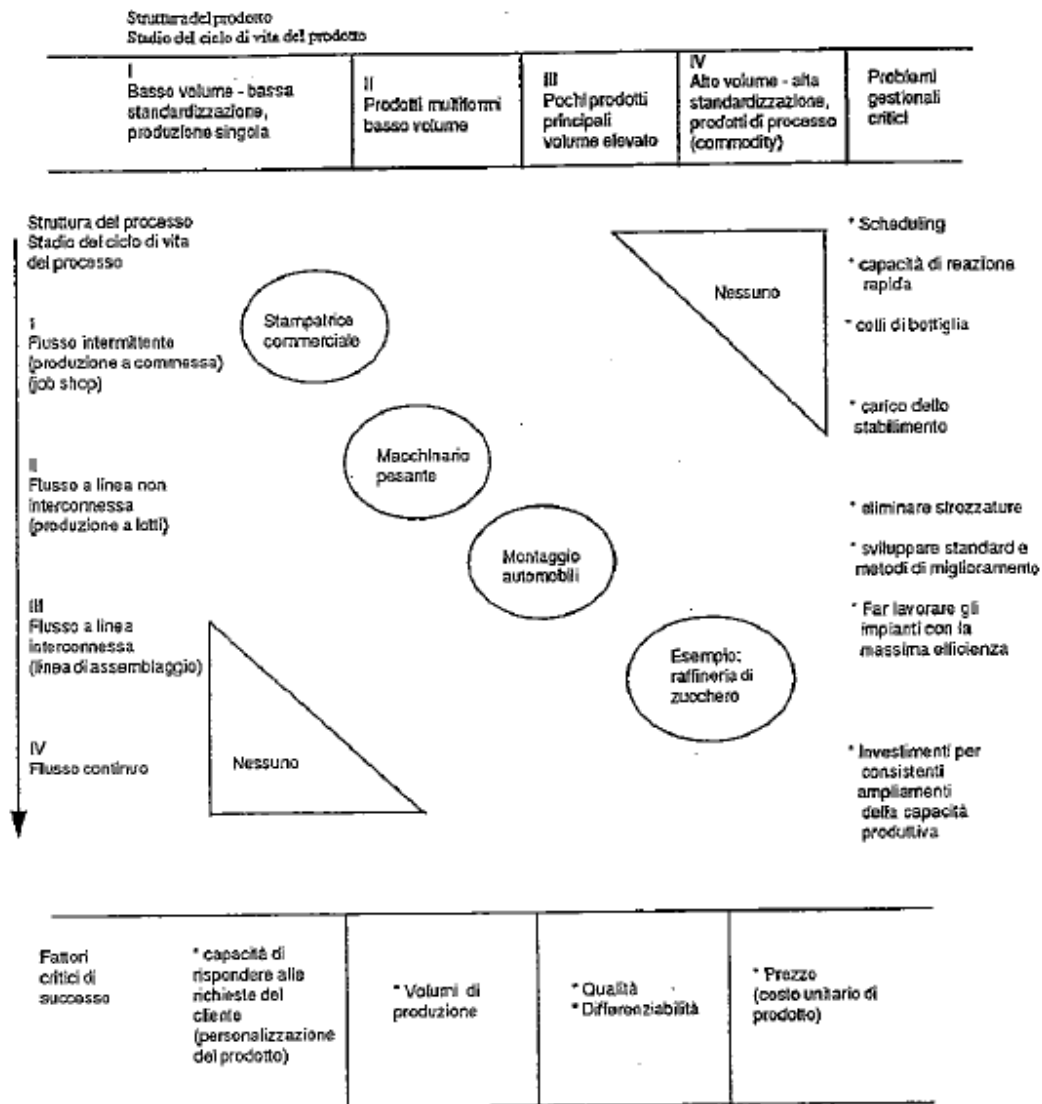 Struttura del prodotto
Stadio del ciclo di vita del prodotto
I
Basso volume - bassa
standardizzazione,
produzione singola
II
Prodotti multiformi
basso volume
III
Pochi prodotti
principali
volume elevato
IV
Alto volume - alta
standardizzazione,
prodotti di processo
(commodity)
Problemi
gestionali
critici
Struttura del processo
Stadio del ciclo di vita
del processo
I
Flusso intermittente
(produzione a commessa)
(job shop)
II
Flusso a linea non
interconnessa
(produzione a lotti)
III
Flusso a linea
interconnessa
(linea di assemblaggio)
IV
Flusso continuo
Stampatrice
commerciale
Macchinario
pesante
Montaggio
automobili
Esempio:
raffineria di
zucchero
Nessuno
Nessuno
* Scheduling
* capacità di reazione
rapida
* colli di bottiglia
* carico dello
stabilimento
* eliminare strozzature
* sviluppare standard e
metodi di miglioramento
* Far lavorare gli
impianti con la
massima efficienza
* Investimenti per
consistenti
ampliamenti
della capacità
produttiva
Fattori
critici di
successo
* capacità di
rispondere alle
richieste del
cliente
(personalizzazione
del prodotto)
* Volumi di
produzione
* Qualità
* Differenziabilità
* Prezzo
(costo unitario di
prodotto)